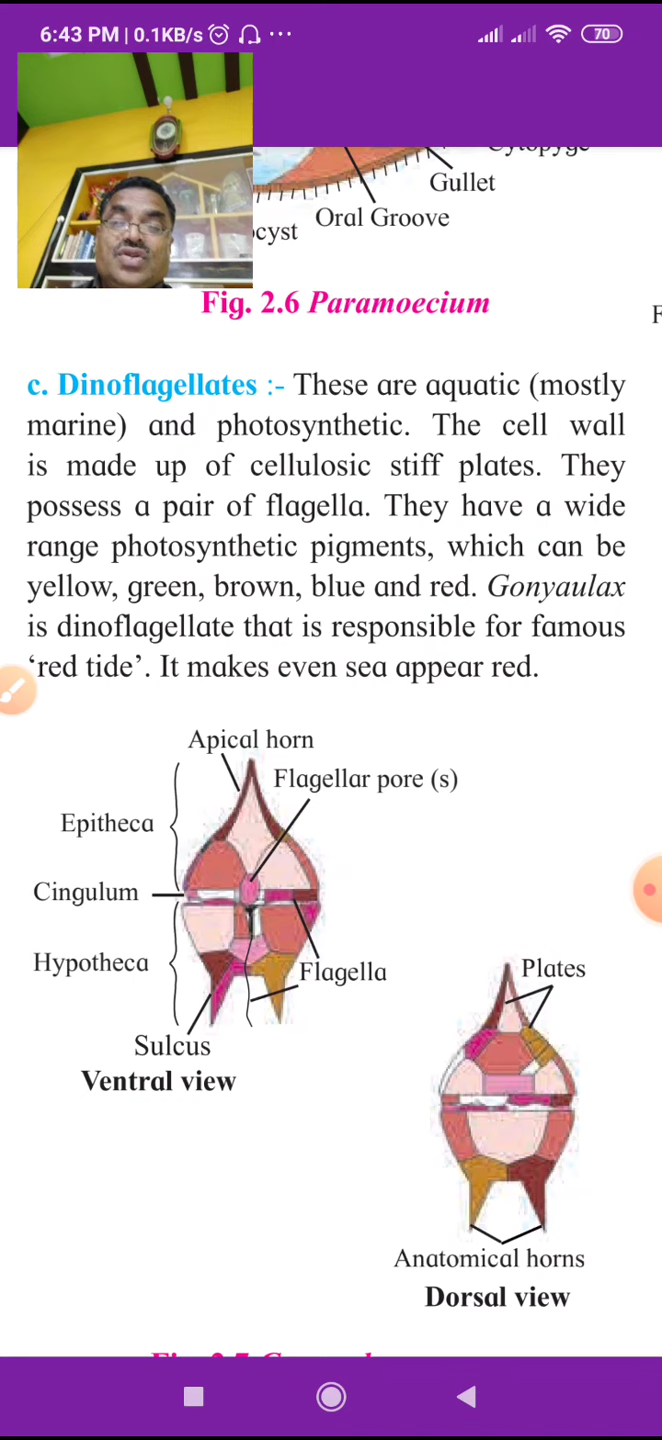 6:43 PM | 0.1KB/s ...
70
Gullet
Oral Groove
Fig. 2.6 Paramoecium
c. Dinoflagellates :- These are aquatic (mostly
marine) and photosynthetic. The cell wall
is made up of cellulosic stiff plates. They
possess a pair of flagella. They have a wide
range photosynthetic pigments, which can be
yellow, green, brown, blue and red. Gonyaulax
is dinoflagellate that is responsible for famous
‘red tide’. It makes even sea appear red.
Apical horn
Flagellar pore (s)
Epitheca
Cingulum
Hypotheca
Flagella
Sulcus
Ventral view
Plates
Anatomical horns
Dorsal view